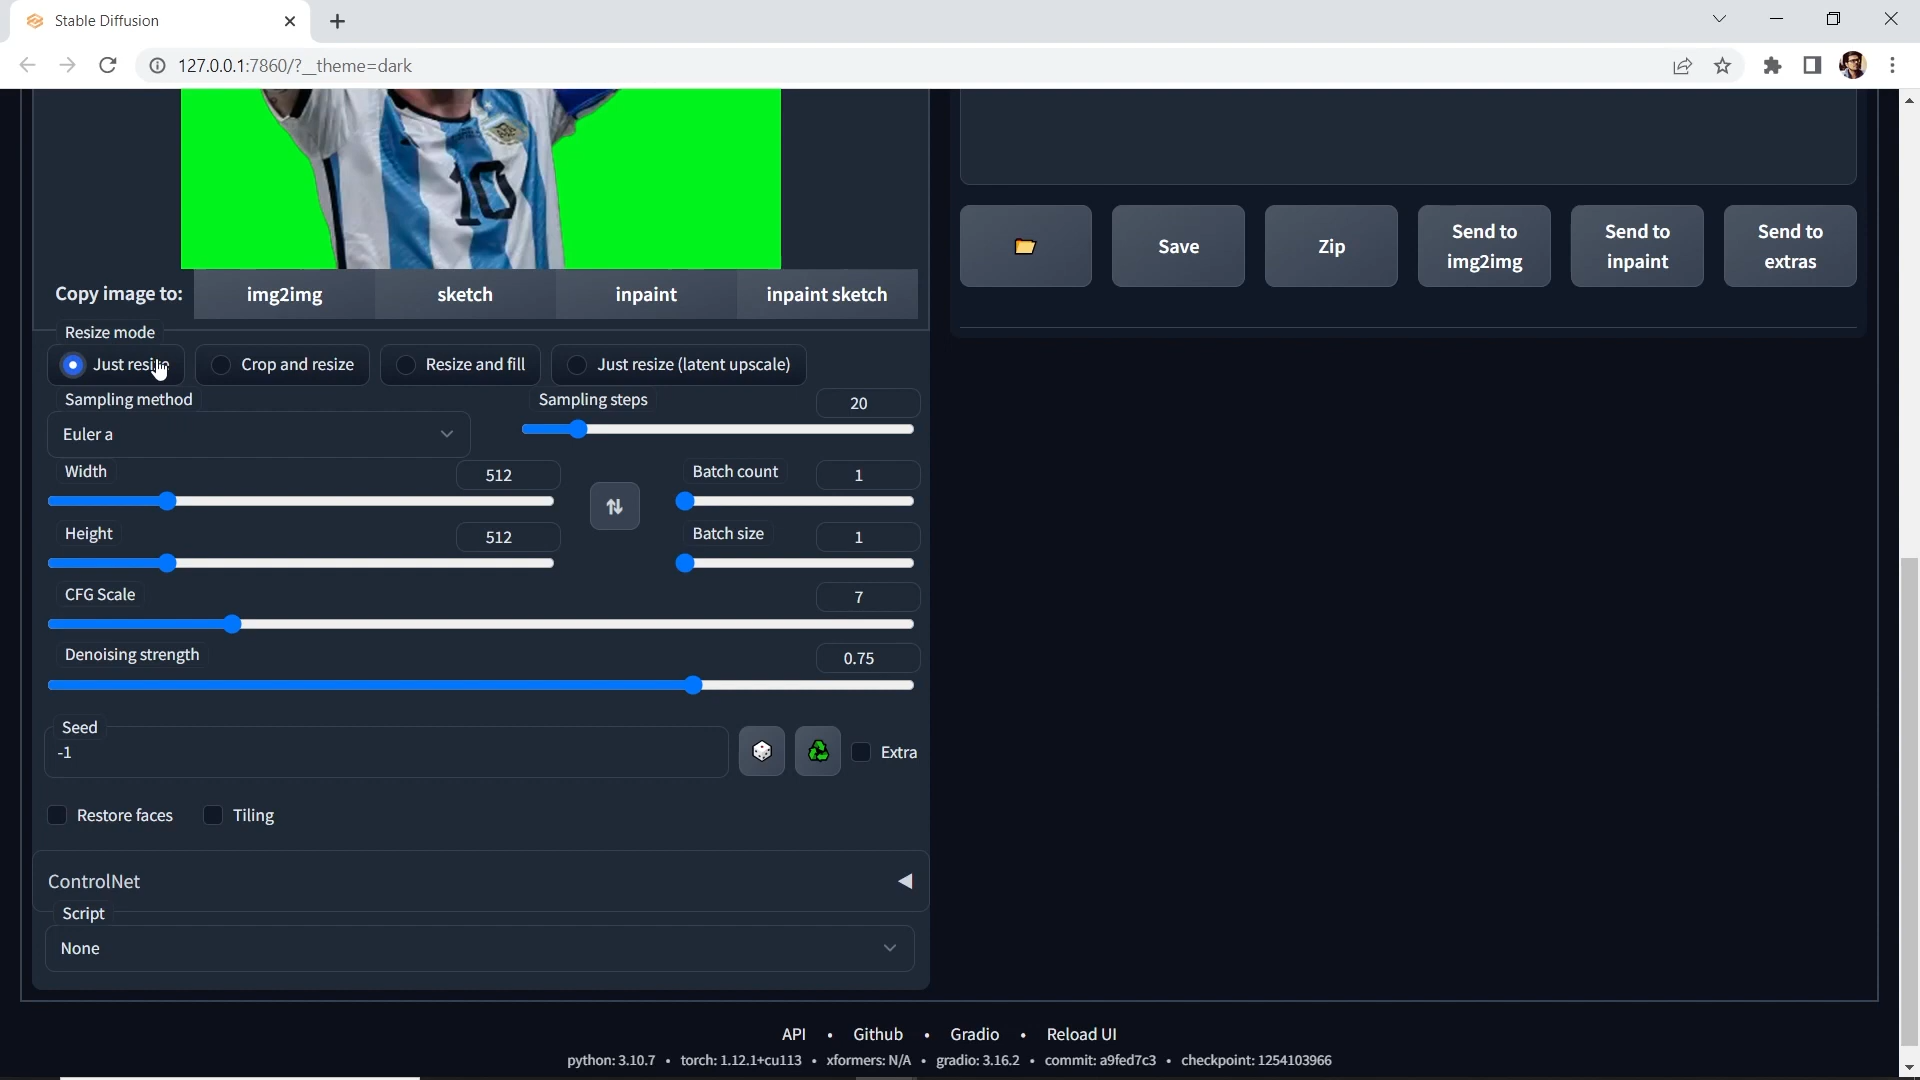 Stable Diffusion
127.0.0.1:7860/?__theme=dark
10
Copy image to: img2img sketch inpaint inpaint sketch
Save Zip Send to img2img Send to inpaint Send to extras
Resize mode
Just resize Crop and resize Resize and fill Just resize (latent upscale)
Sampling method Sampling steps 20
Euler a
Width 512 Batch count 1
Height 512 Batch size 1
CFG Scale 7
Denoising strength 0.75
Seed
-1
Extra
Restore faces Tiling
ControlNet
Script
None
API • Github • Gradio • Reload UI
python: 3.10.7 • torch: 1.12.1+cu113 • xformers: N/A • gradio: 3.16.2 • commit: a9fed7c3 • checkpoint: 1254103966